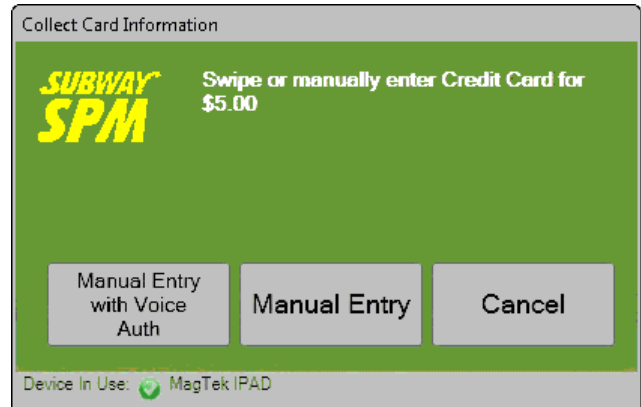 Collect Card Information
SUBWAY
SPM
Swipe or manually enter Credit Card for
$5.00
Manual Entry
with Voice
Auth
Manual Entry
Cancel
Device In Use: MagTek IPAD